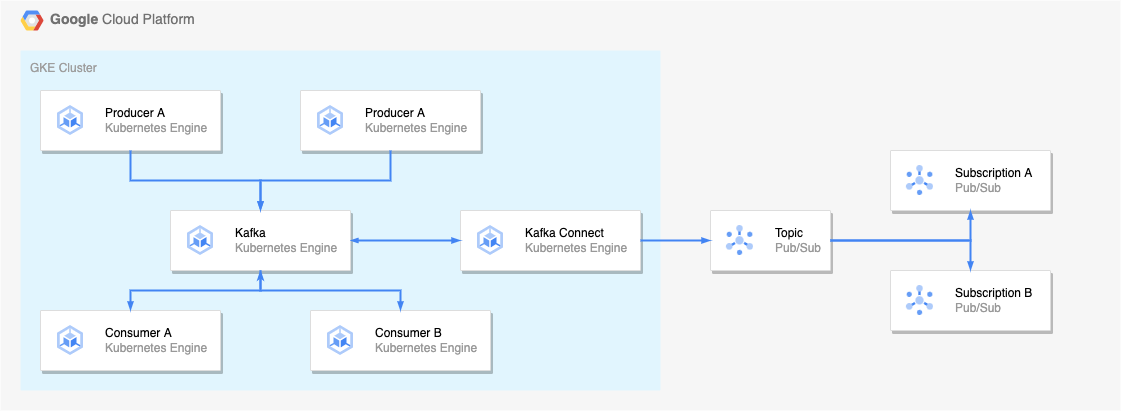 Google Cloud Platform
GKE Cluster
Producer A
Kubernetes Engine
Producer A
Kubernetes Engine
Subscription A
Pub/Sub
Kafka
Kubernetes Engine
Kafka Connect
Kubernetes Engine
Topic
Pub/Sub
Subscription B
Pub/Sub
Consumer A
Kubernetes Engine
Consumer B
Kubernetes Engine